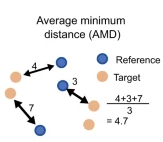 Average minimum
distance (AMD)
Reference
Target
4
3
7
4+3+7
3
= 4.7